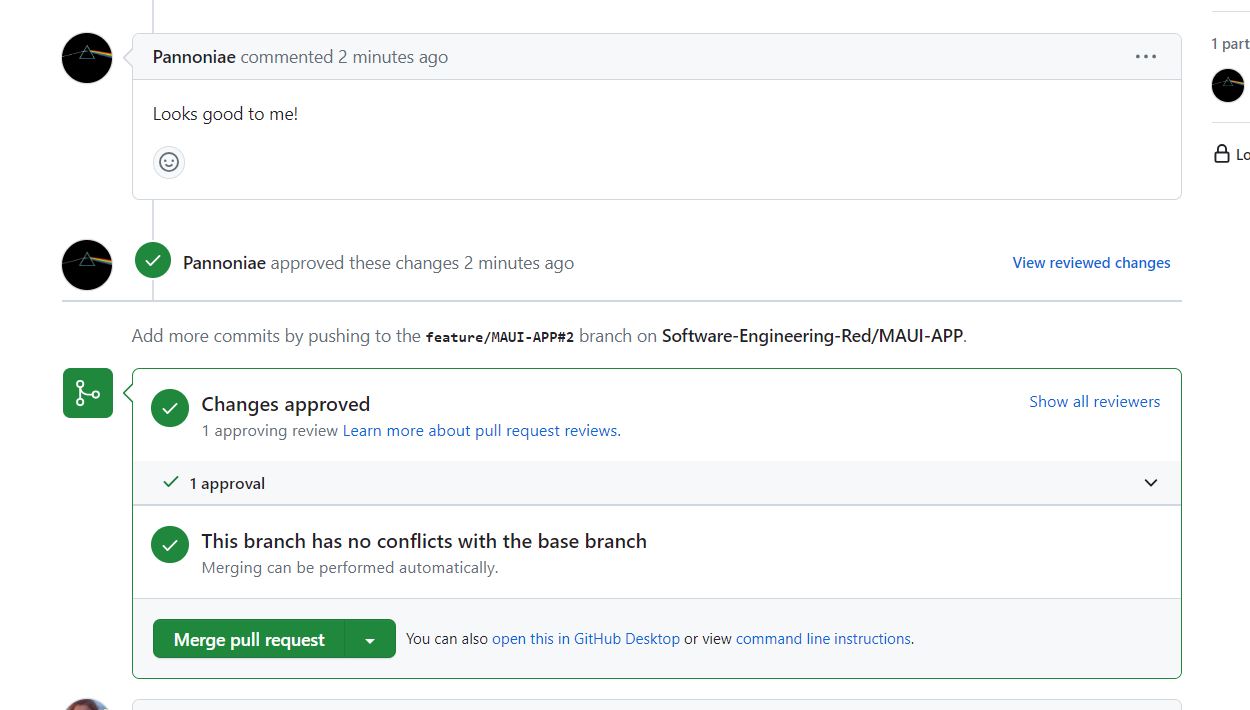 Pannoniae commented 2 minutes ago
1 part
Looks good to me!
Lo
Pannoniae approved these changes 2 minutes ago
View reviewed changes
Add more commits by pushing to the feature/MAUI-APP#2 branch on Software-Engineering-Red/MAUI-APP.
Changes approved
Show all reviewers
1 approving review Learn more about pull request reviews.
1 approval
This branch has no conflicts with the base branch
Merging can be performed automatically.
Merge pull request
You can also open this in GitHub Desktop or view command line instructions.